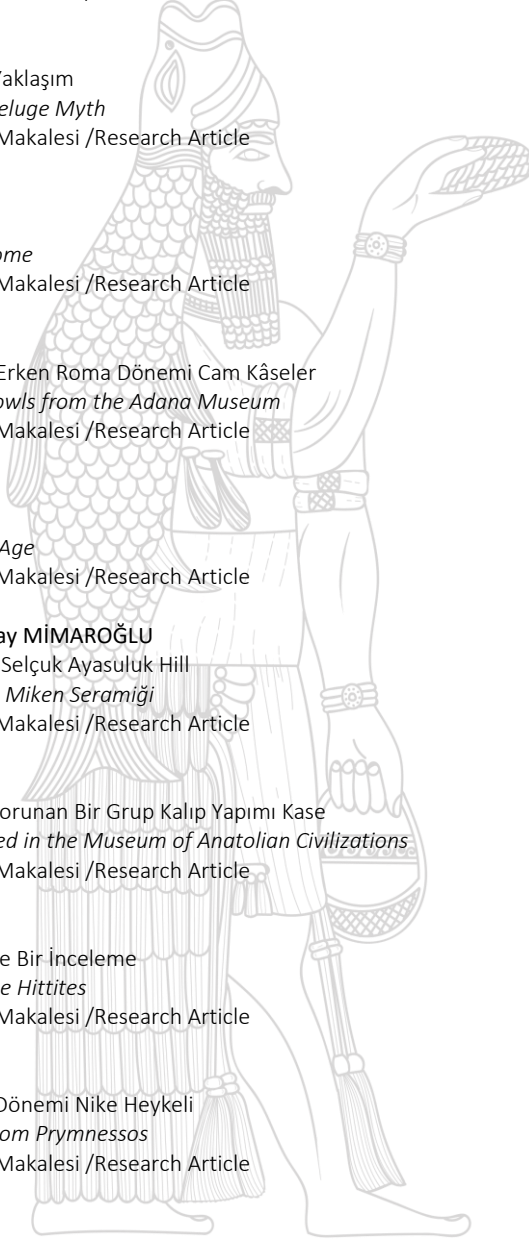 Yaklaşım
eluge Myth
Makalesi /Research Article
ome
Makalesi /Research Article
Erken Roma Dönemi Cam Kâseler
owls from the Adana Museum
Makalesi /Research Article
Age
Makalesi /Research Article
ay MİMAROĞLU
Selçuk Ayasuluk Hill
Miken Seramiği
Makalesi /Research Article
orunan Bir Grup Kalıp Yapımı Kase
ed in the Museum of Anatolian Civilizations
Makalesi /Research Article
e Bir İnceleme
e Hittites
Makalesi /Research Article
Dönemi Nike Heykeli
om Prymnessos
Makalesi /Research Article